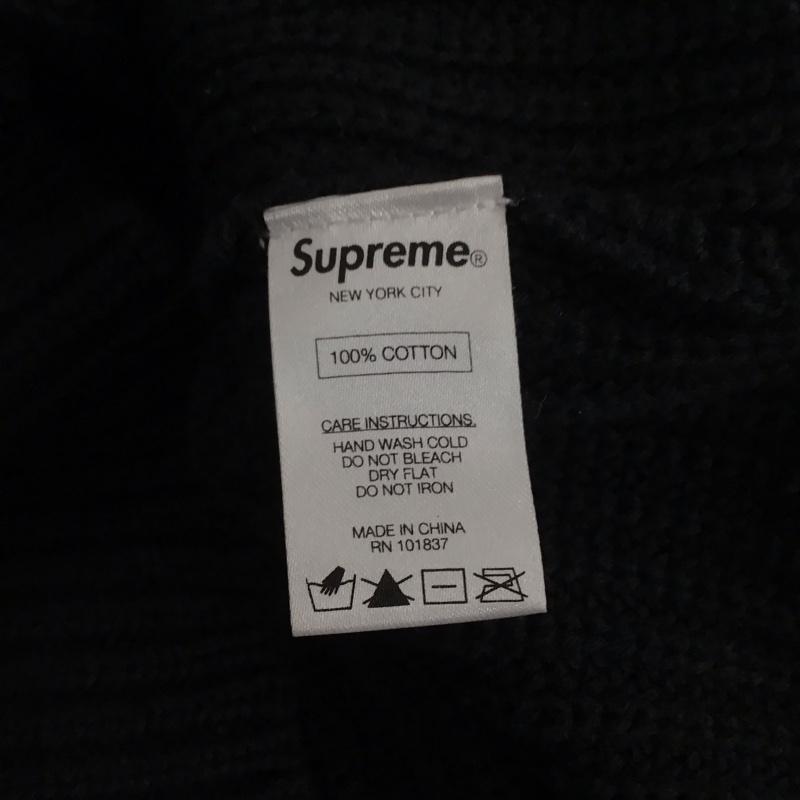 Supreme®
NEW YORK CITY
100% COTTON
CARE INSTRUCTIONS.
HAND WASH COLD
DO NOT BLEACH
DRY FLAT
DO NOT IRON
MADE IN CHINA
RN 101837